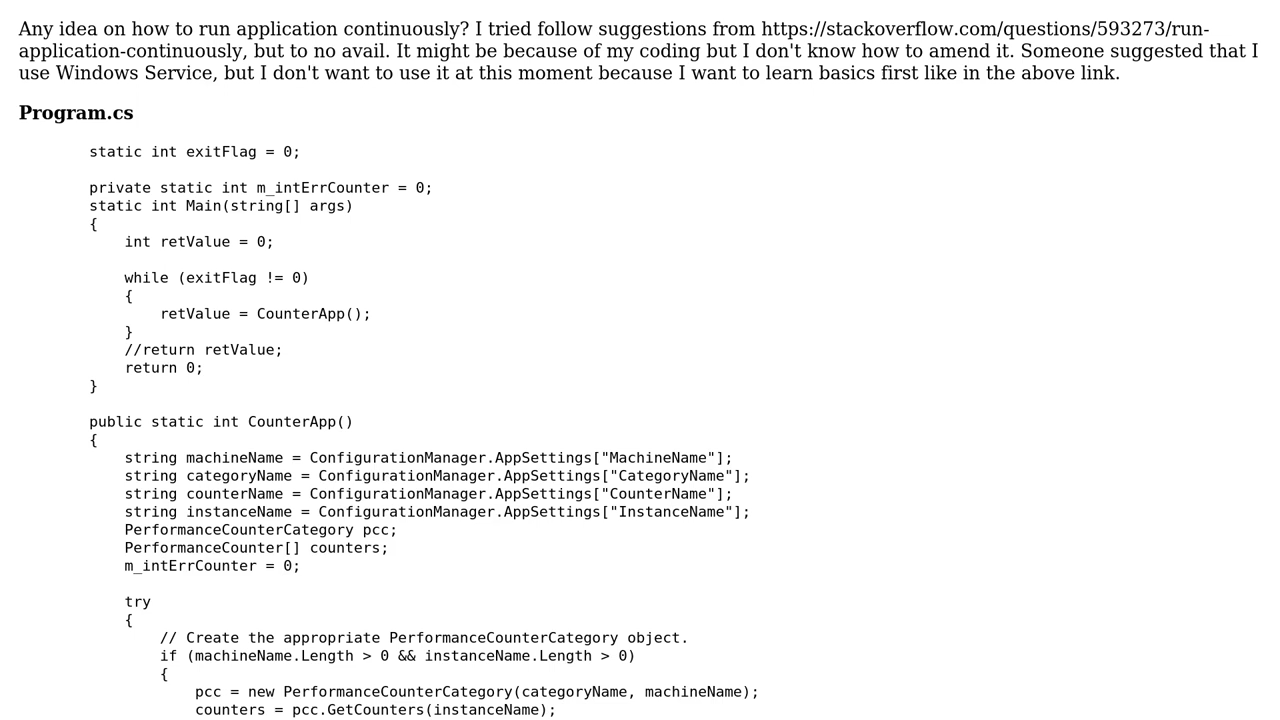 Any idea on how to run application continuously? I tried follow suggestions from https://stackoverflow.com/questions/593273/run-
application-continuously, but to no avail. It might be because of my coding but I don't know how to amend it. Someone suggested that I
use Windows Service, but I don't want to use it at this moment because I want to learn basics first like in the above link.
Program.cs
static int exitFlag = 0;
private static int m_intErrCounter = 0;
static int Main(string[] args)
{
int retValue = 0;
while (exitFlag != 0)
{
retValue = CounterApp();
}
//return retValue;
return 0;
}
public static int CounterApp()
{
string machineName = ConfigurationManager.AppSettings["MachineName"];
string categoryName = ConfigurationManager.AppSettings["CategoryName"];
string counterName = ConfigurationManager.AppSettings["CounterName"];
string instanceName = ConfigurationManager.AppSettings["InstanceName"];
PerformanceCounterCategory pcc;
PerformanceCounter[] counters;
m_intErrCounter = 0;
try
{
// Create the appropriate PerformanceCounterCategory object.
if (machineName.Length > 0 && instanceName.Length > 0)
{
pcc = new PerformanceCounterCategory(categoryName, machineName);
counters = pcc.GetCounters(instanceName);